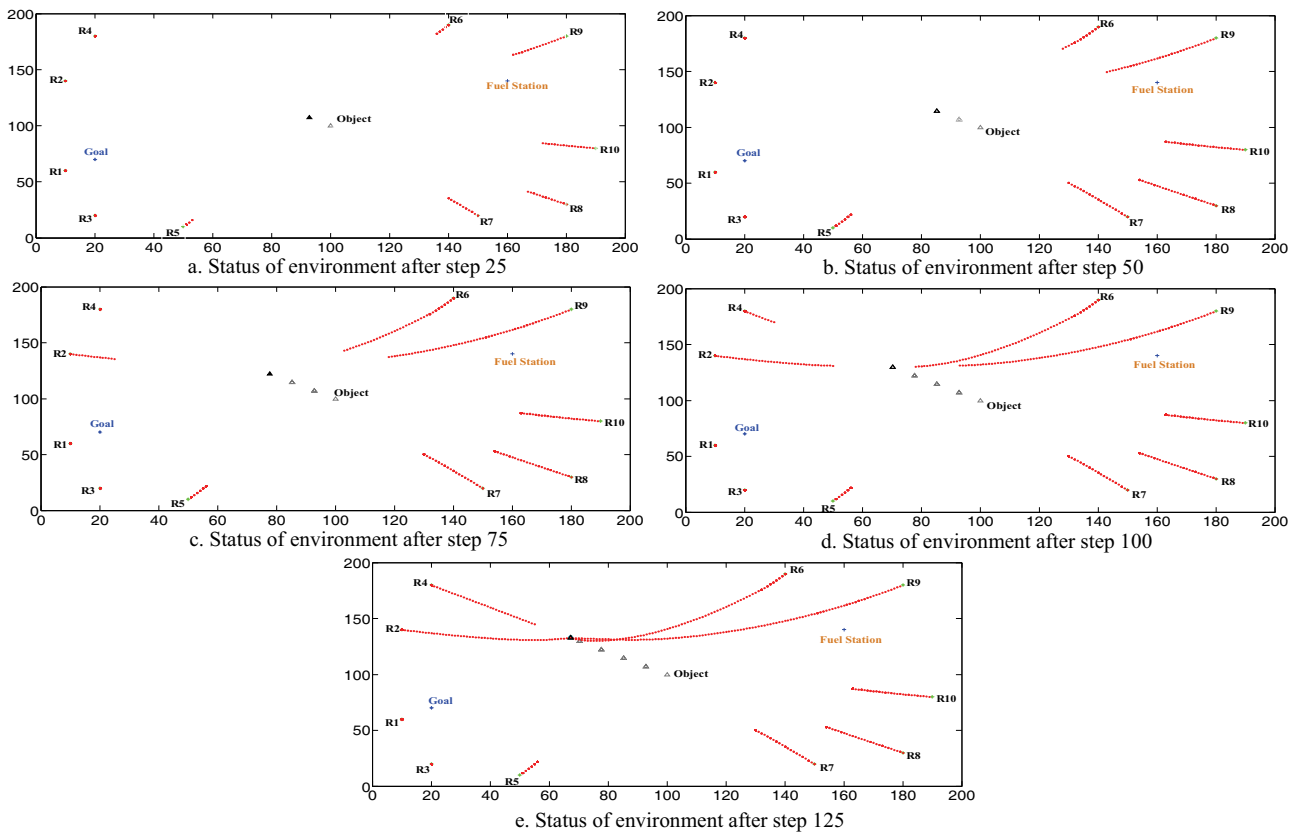 200
R4
R6
R9
150
R2
Fuel Station
100
Object
Goal
R10
50
R1
R3
R5
R7
R8
0
0 20 40 60 80 100 120 140 160 180 200
a. Status of environment after step 25
200
R4
R6
R9
150
R2
Fuel Station
100
Object
Goal
R10
50
R1
R3
R5
R7
R8
0
0 20 40 60 80 100 120 140 160 180 200
b. Status of environment after step 50
200
R4
R6
R9
150
R2
Fuel Station
100
Object
Goal
R10
50
R1
R3
R5
R7
R8
0
0 20 40 60 80 100 120 140 160 180 200
c. Status of environment after step 75
200
R4
R6
R9
150
R2
Fuel Station
100
Object
Goal
R10
50
R1
R3
R5
R7
R8
0
0 20 40 60 80 100 120 140 160 180 200
d. Status of environment after step 100
200
R4
R6
R9
150
R2
Fuel Station
100
Object
Goal
R10
50
R1
R3
R5
R7
R8
0
0 20 40 60 80 100 120 140 160 180 200
e. Status of environment after step 125